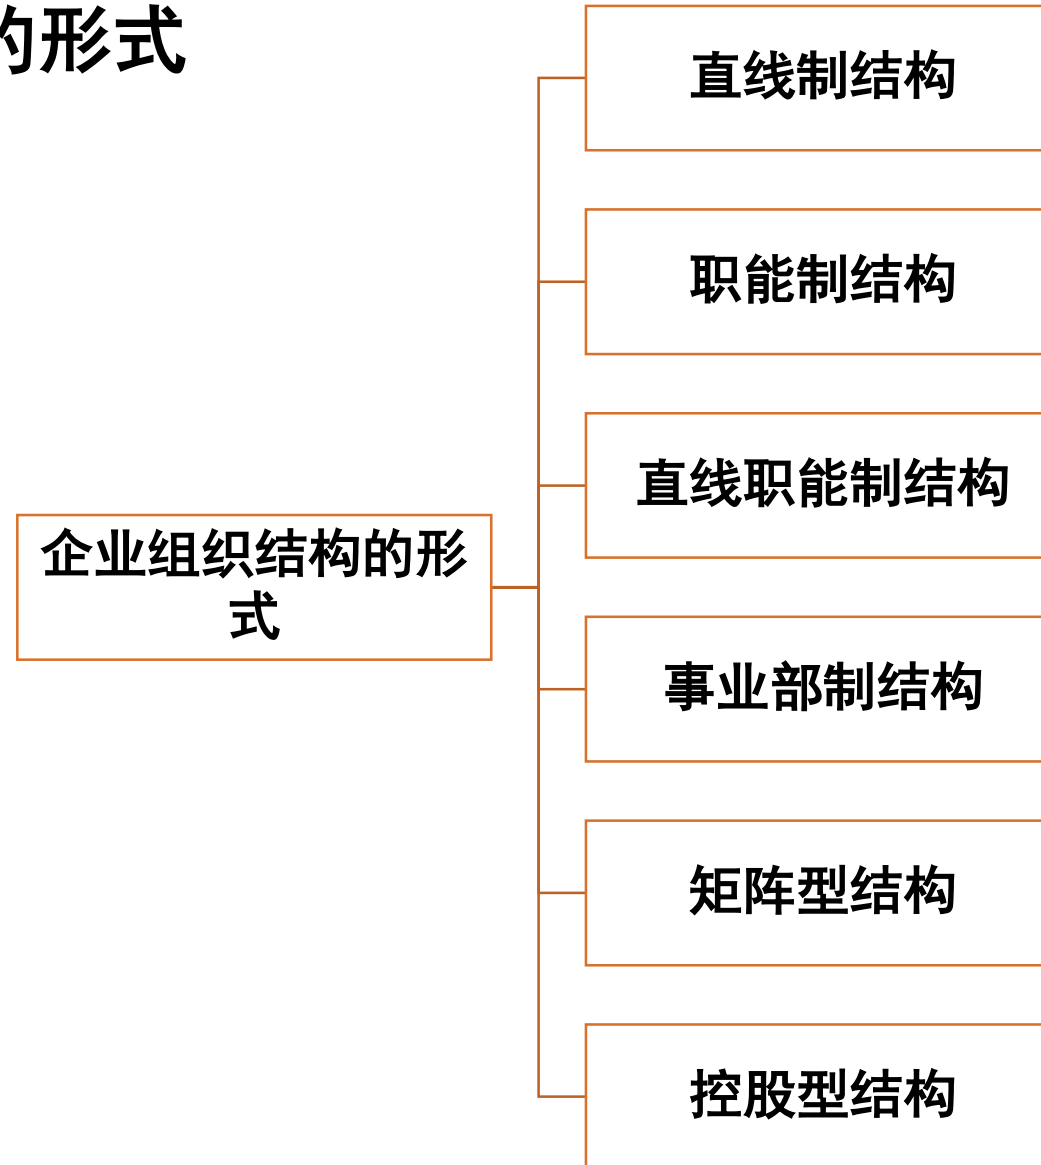 的形式
直线制结构
职能制结构
直线职能制结构
企业组织结构的形
式
事业部制结构
矩阵型结构
控股型结构